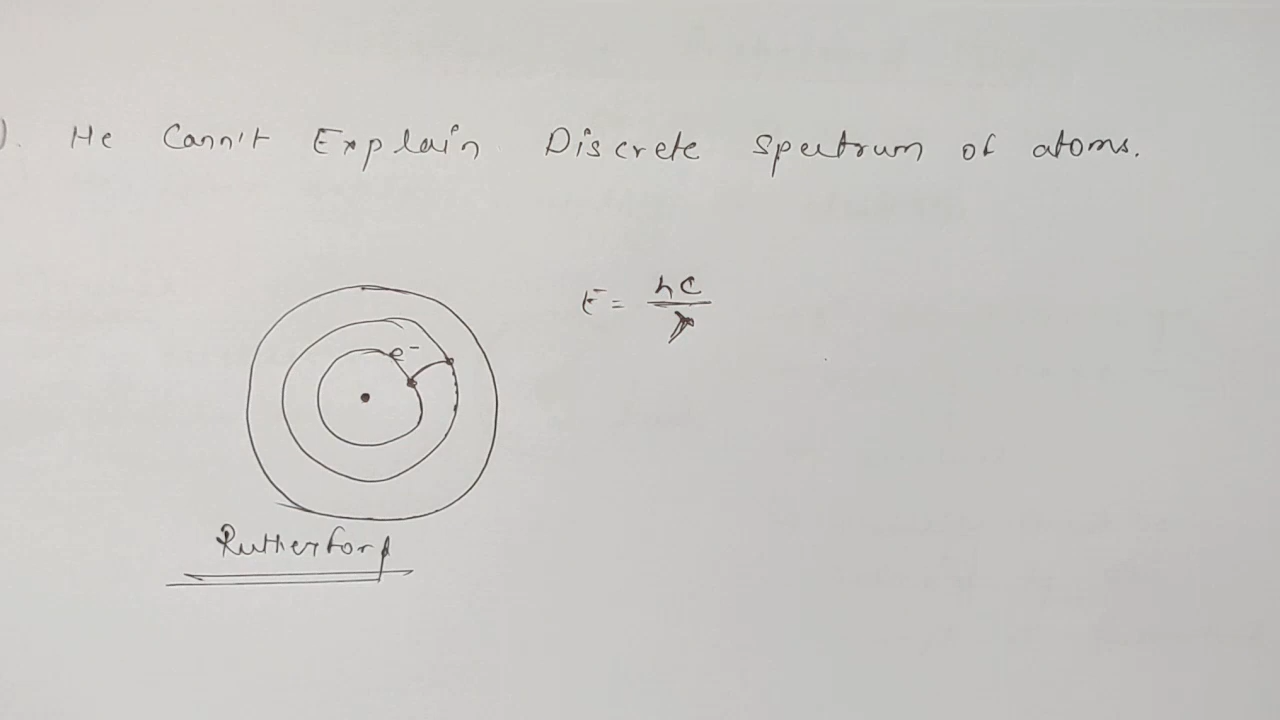 ). He Cann't Explain Discrete Spectrum of atoms.
E = hc
λ
e-
Rutherford